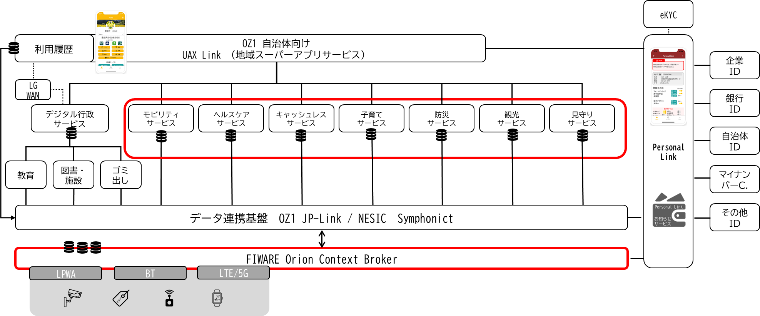 eKYC
利用履歴
OZ1 自治体向け
UAX Link （地域スーパーアプリサービス）
LG
WAN
デジタル行政
サービス
モビリティ
サービス
ヘルスケア
サービス
キャッシュレス
サービス
子育て
サービス
防災
サービス
観光
サービス
見守り
サービス
教育
図書・
施設
ゴミ
出し
データ連携基盤 OZ1 JP-Link / NESIC Symphonict
FIWARE Orion Context Broker
LPWA
BT
LTE/5G
Personal
Link
Personal Link
サービス
企業
ID
銀行
ID
自治体
ID
マイナン
バーC.
その他
ID